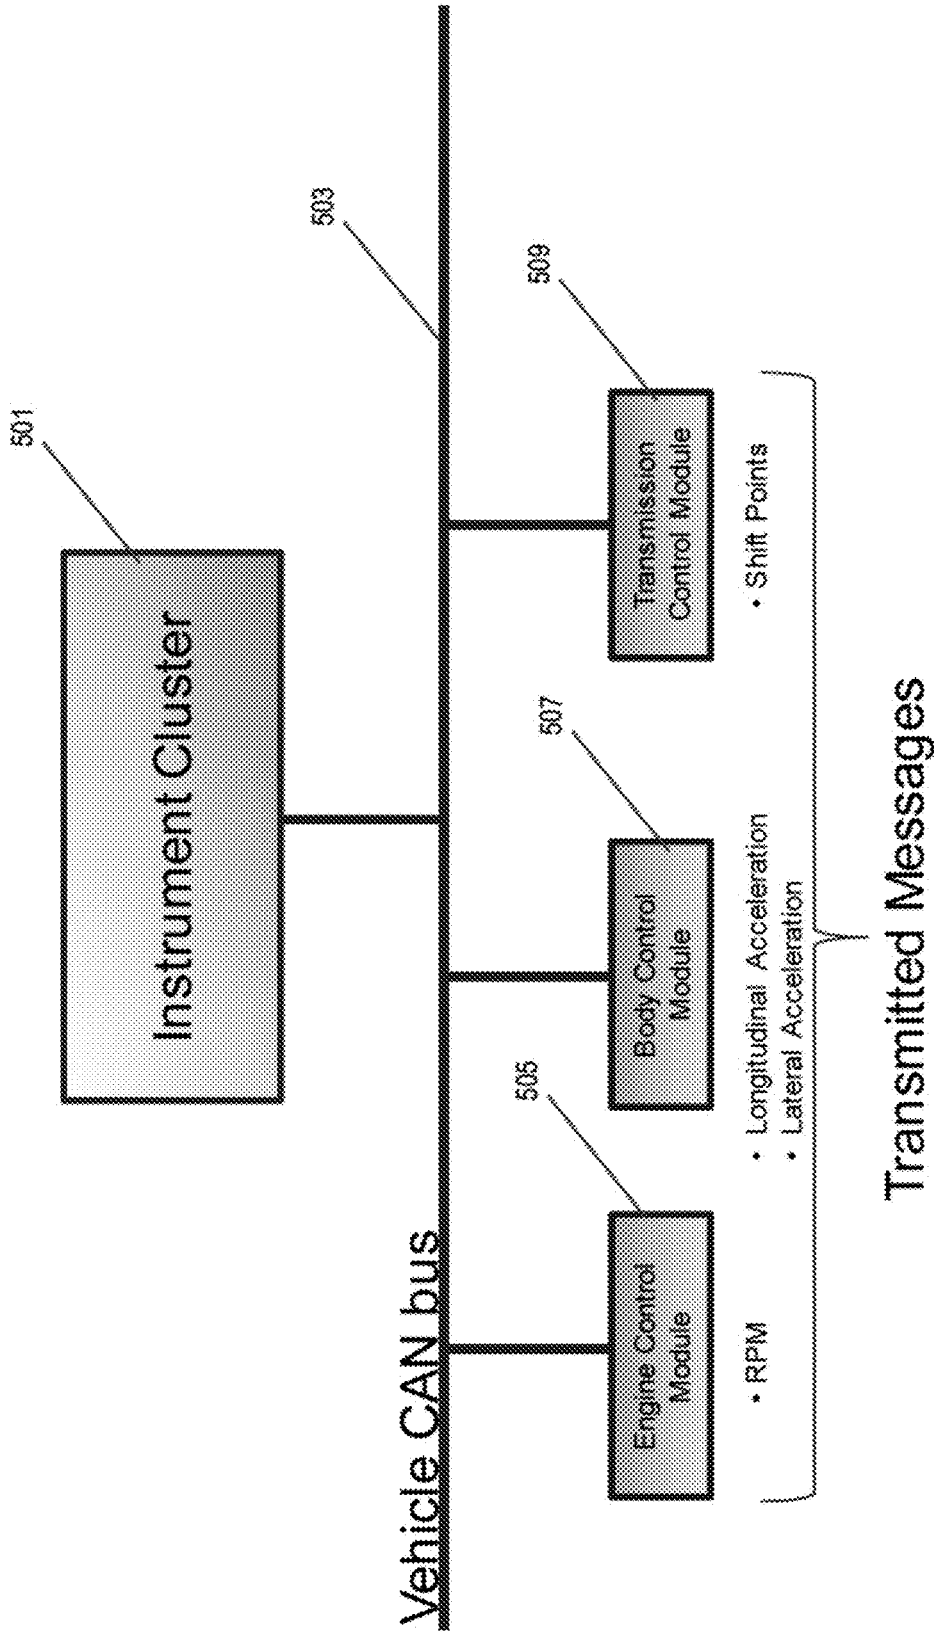 501
Instrument Cluster
503
Vehicle CAN bus
505
507
509
Engine Control
Module
Body Control
Module
Transmission
Control Module
• RPM
• Longitudinal Acceleration
• Lateral Acceleration
• Shift Points
Transmitted Messages